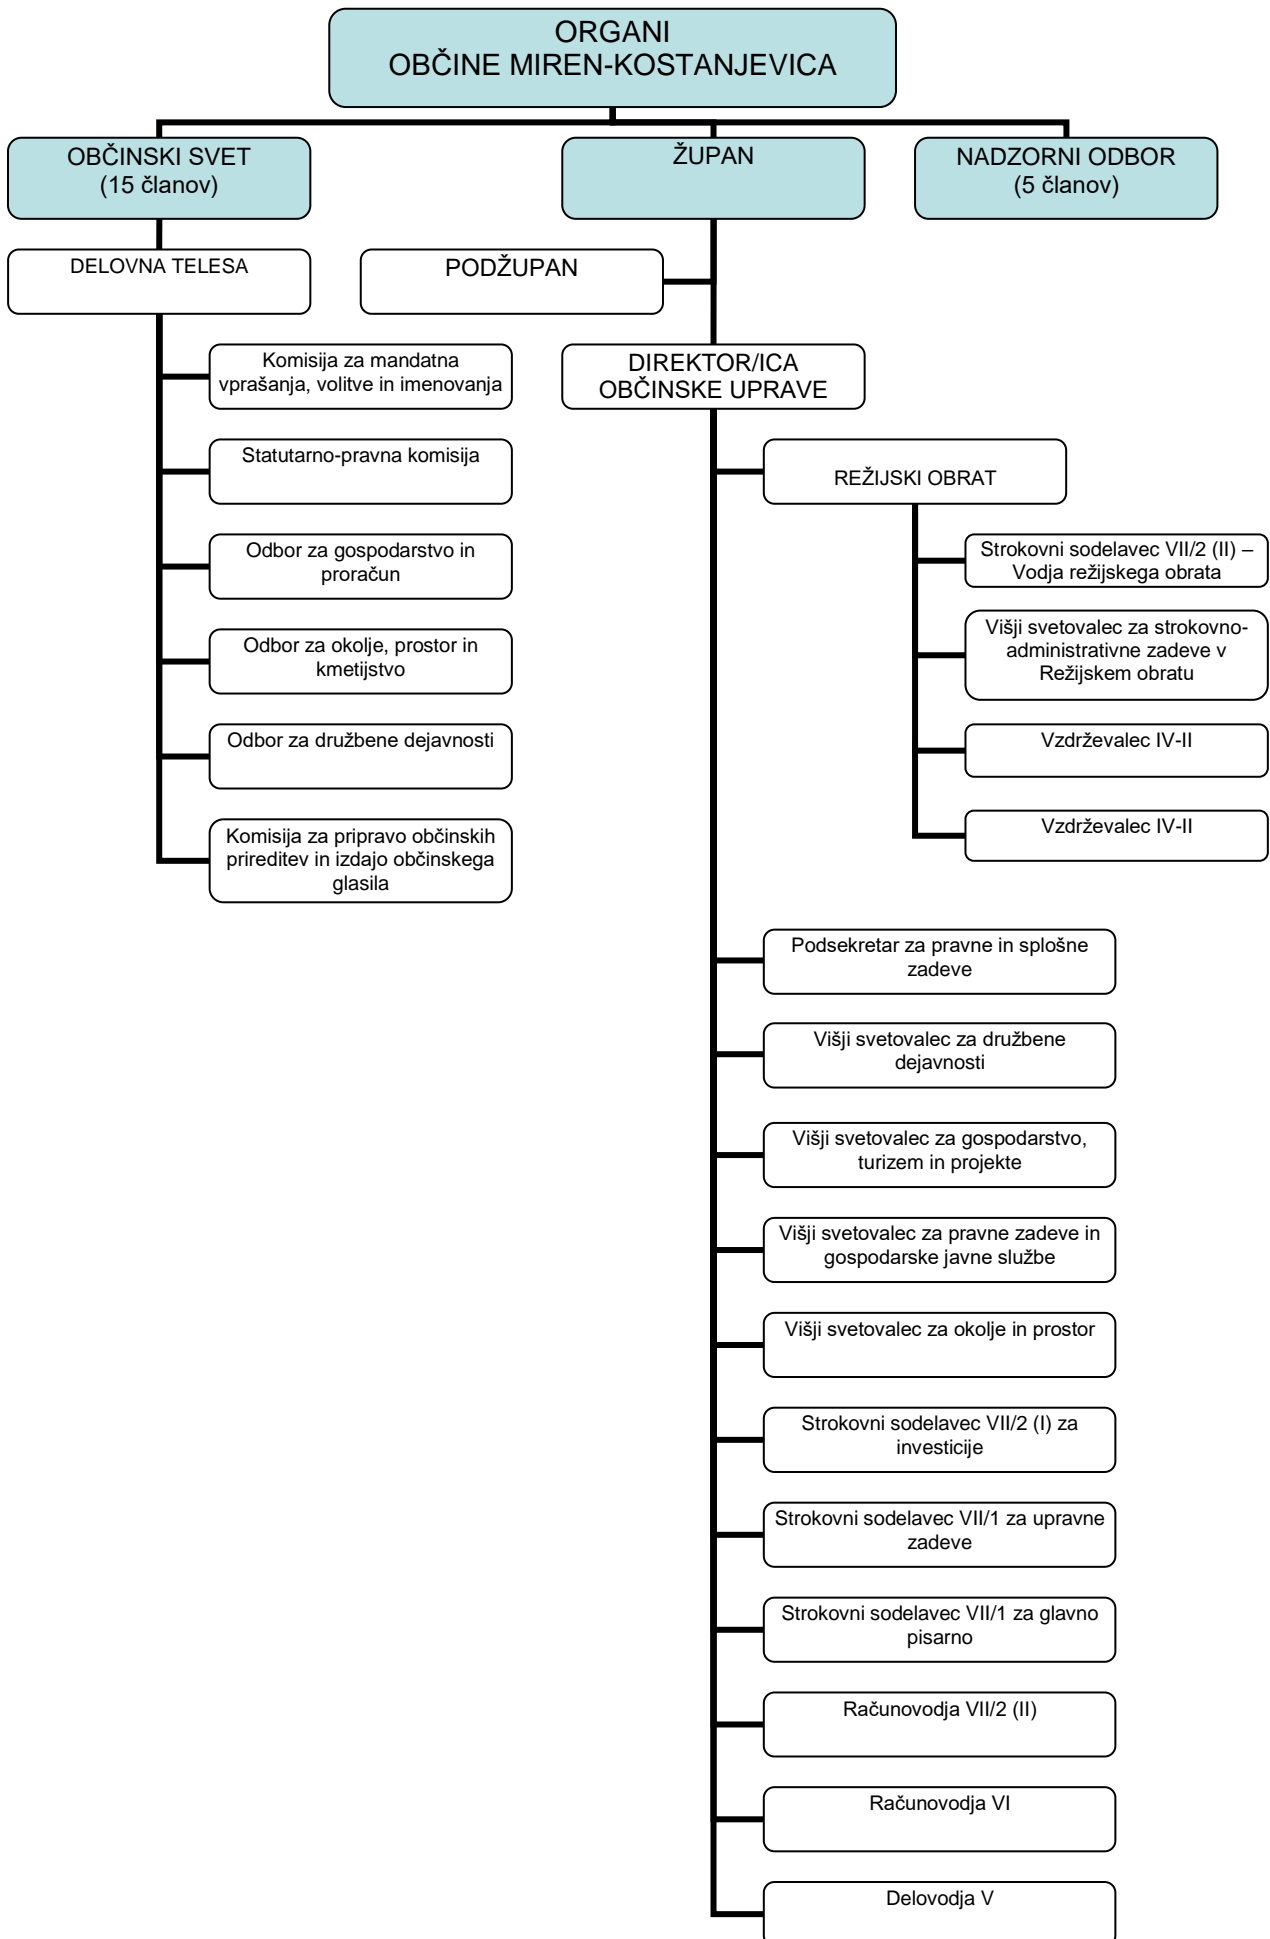 ORGANI
OBČINE MIREN-KOSTANJEVICA
OBČINSKI SVET
(15 članov)
ŽUPAN
NADZORNI ODBOR
(5 članov)
DELOVNA TELESA
PODŽUPAN
Komisija za mandatna
vprašanja, volitve in imenovanja
Statutarno-pravna komisija
Odbor za gospodarstvo in
proračun
Odbor za okolje, prostor in
kmetijstvo
Odbor za družbene dejavnosti
Komisija za pripravo občinskih
prireditev in izdajo občinskega
glasila
DIREKTOR/ICA
OBČINSKE UPRAVE
REŽIJSKI OBRAT
Strokovni sodelavec VII/2 (II) –
Vodja režijskega obrata
Višji svetovalec za strokovno-
administrativne zadeve v
Režijskem obratu
Vzdrževalec IV-II
Vzdrževalec IV-II
Podsekretar za pravne in splošne
zadeve
Višji svetovalec za družbene
dejavnosti
Višji svetovalec za gospodarstvo,
turizem in projekte
Višji svetovalec za pravne zadeve in
gospodarske javne službe
Višji svetovalec za okolje in prostor
Strokovni sodelavec VII/2 (I) za
investicije
Strokovni sodelavec VII/1 za upravne
zadeve
Strokovni sodelavec VII/1 za glavno
pisarno
Računovodja VII/2 (II)
Računovodja VI
Delovodja V